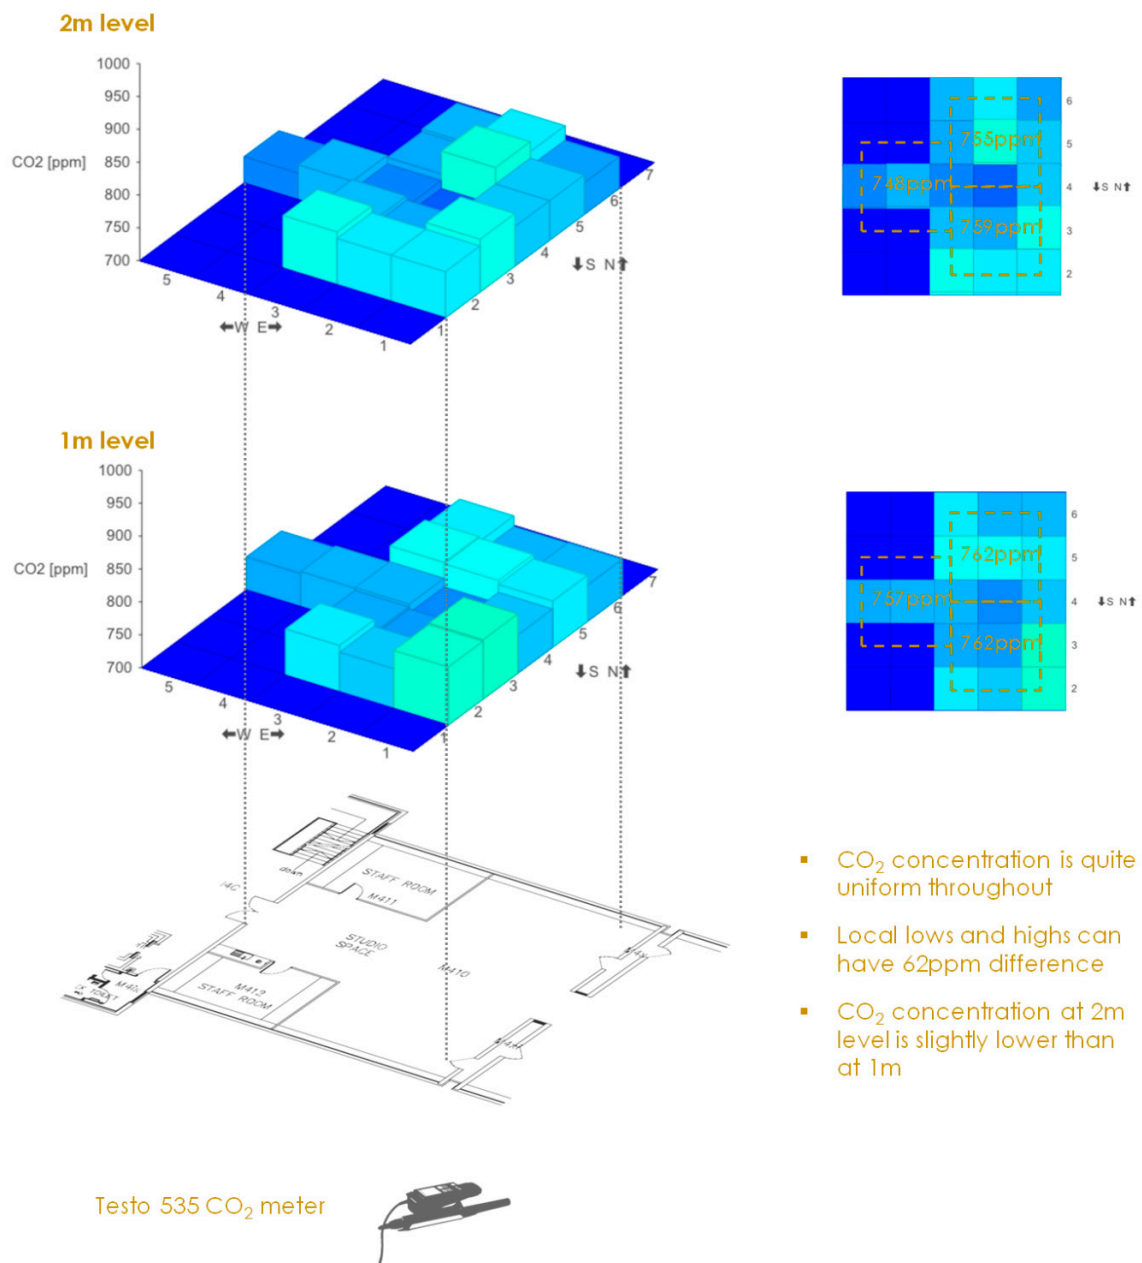 2m level
1000
950
900
850
800
750
700
CO2 [ppm]
5
4
3
2
1
1
2
3
4
5
6
7
⬅W E➡
⬇S N⬆
755ppm
748ppm
759ppm
6
5
4
3
2
⬇S N⬆
1m level
1000
950
900
850
800
750
700
CO2 [ppm]
5
4
3
2
1
1
2
3
4
5
6
7
⬅W E➡
⬇S N⬆
762ppm
757ppm
762ppm
6
5
4
3
2
⬇S N⬆
down
STAFF ROOM
M411
STUDIO
SPACE
M410
M412
STAFF ROOM
▪ CO₂ concentration is quite
uniform throughout
▪ Local lows and highs can
have 62ppm difference
▪ CO₂ concentration at 2m
level is slightly lower than
at 1m
Testo 535 CO₂ meter